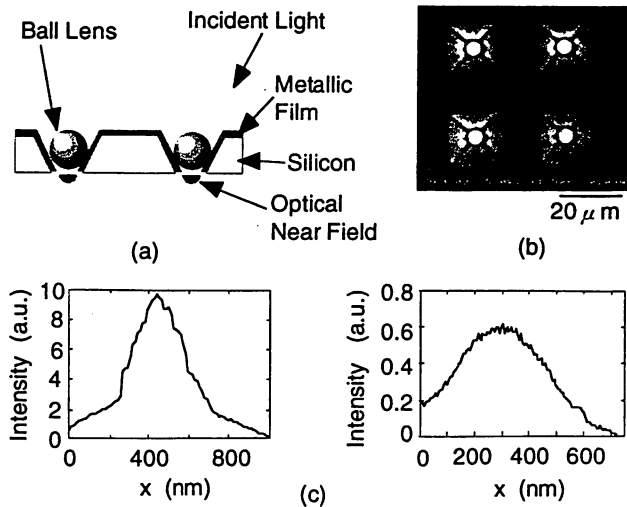 Ball Lens
Incident Light
Metallic
Film
Silicon
Optical
Near Field
(a)
20 μm
(b)
Intensity (a.u.)
10
8
6
4
2
0
0
400
800
x (nm)
(c)
Intensity (a.u.)
0.8
0.6
0.4
0.2
0
0
200
400
600
x (nm)